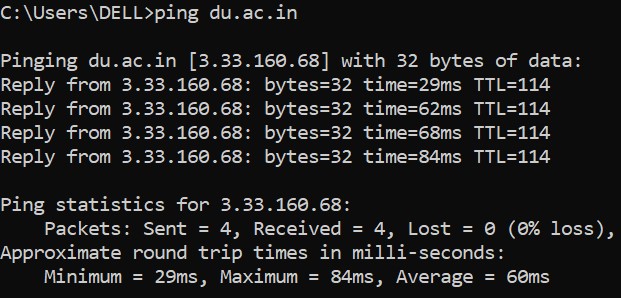 C:\Users\DELL>ping du.ac.in
Pinging du.ac.in [3.33.160.68] with 32 bytes of data:
Reply from 3.33.160.68: bytes=32 time=29ms TTL=114
Reply from 3.33.160.68: bytes=32 time=62ms TTL=114
Reply from 3.33.160.68: bytes=32 time=68ms TTL=114
Reply from 3.33.160.68: bytes=32 time=84ms TTL=114
Ping statistics for 3.33.160.68:
Packets: Sent = 4, Received = 4, Lost = 0 (0% loss),
Approximate round trip times in milli-seconds:
Minimum = 29ms, Maximum = 84ms, Average = 60ms